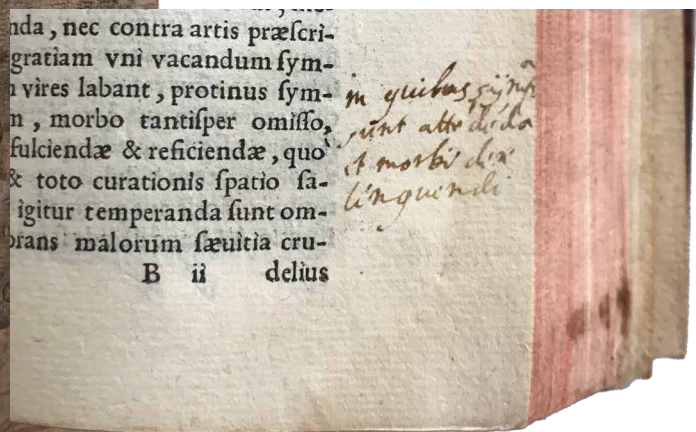 nda, nec contra artis præſcri-
gratiam vni vacandum ſym-
vires labant, protinus ſym-
, morbo tantiſper omiſſo,
fulciendæ & reficiendæ, quo
& toto curationis ſpatio ſa-
igitur temperanda ſunt om-
orans malorum ſæuitia cru-
B ii delius
in quibus
sunt
et morbi
linquendi